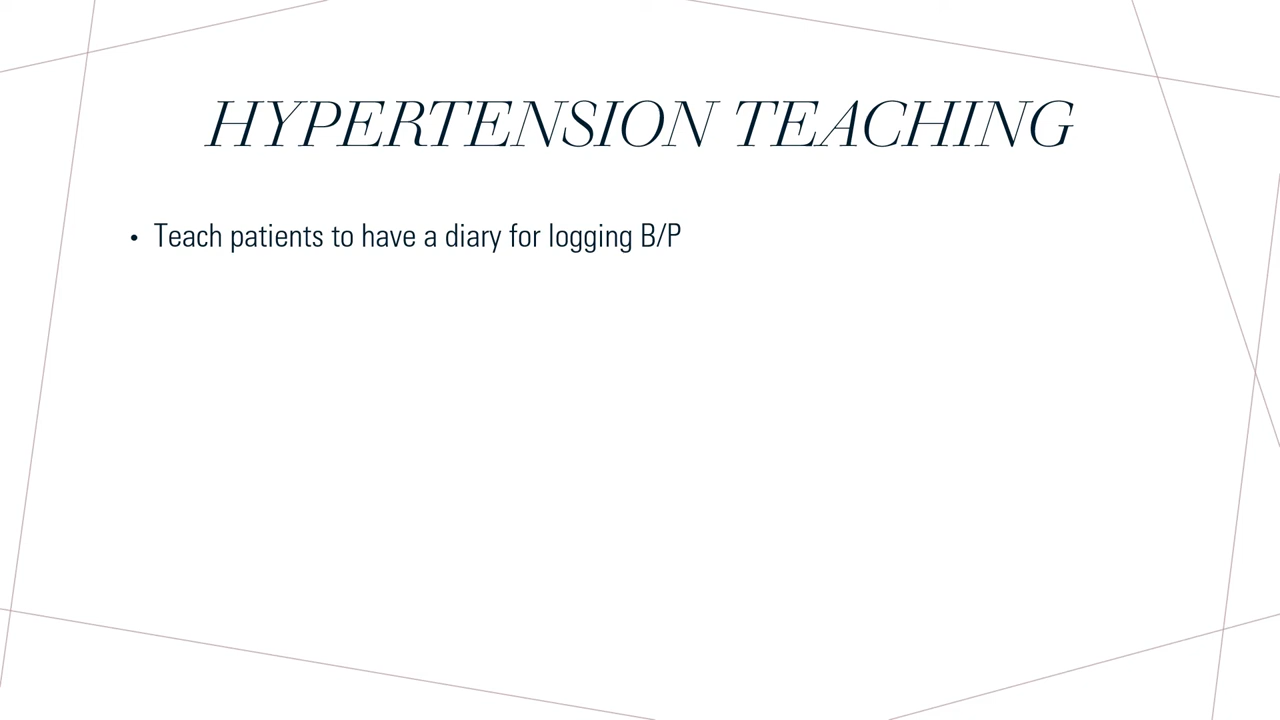 HYPERTENSION TEACHING
• Teach patients to have a diary for logging B/P